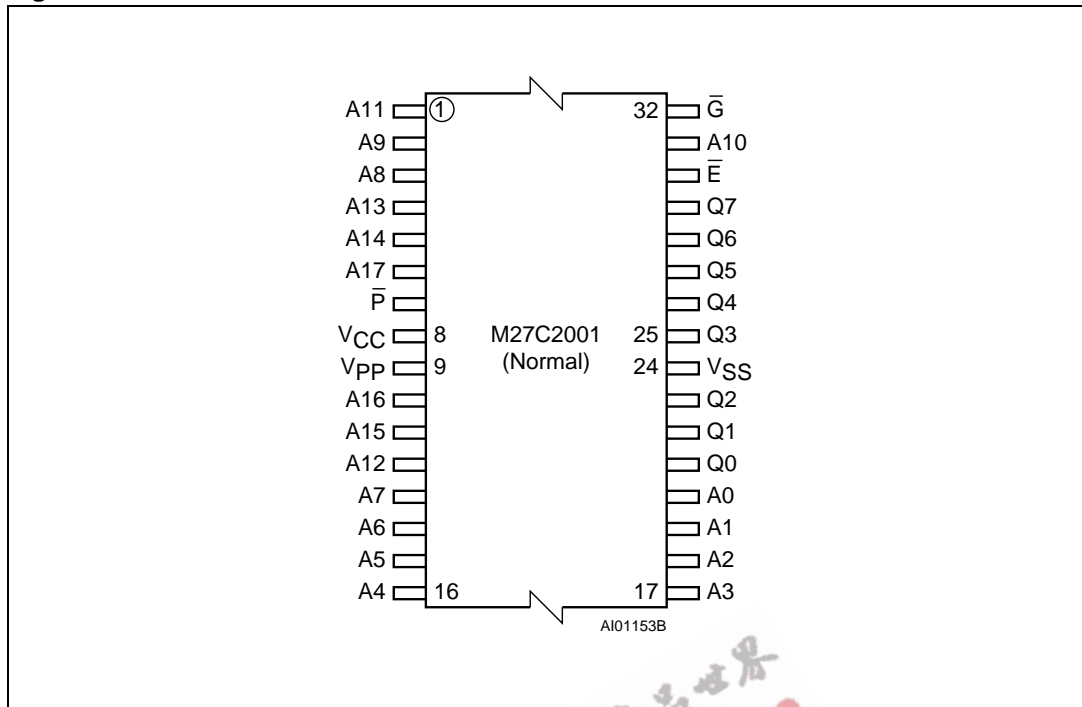 A11 ① 32 G̅
A9 A10
A8 E̅
A13 Q7
A14 Q6
A17 Q5
P̅ Q4
VCC 8 M27C2001 25 Q3
VPP 9 (Normal) 24 VSS
A16 Q2
A15 Q1
A12 Q0
A7 A0
A6 A1
A5 A2
A4 16 17 A3
AI01153B